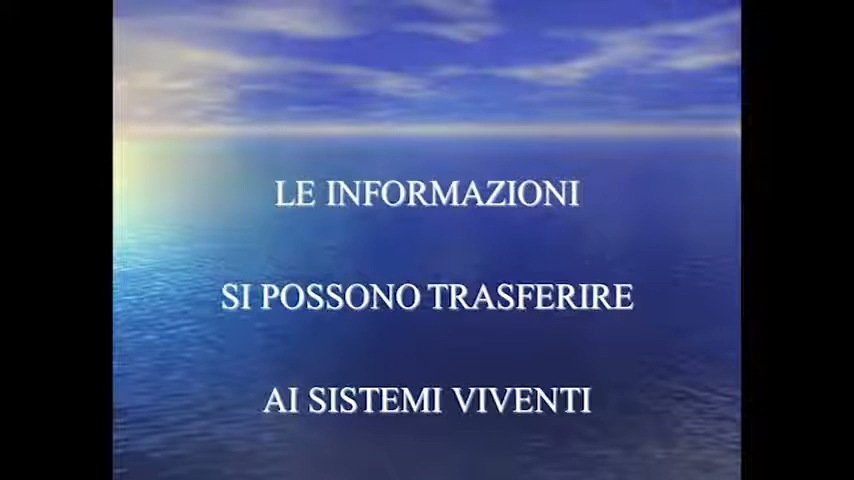 LE INFORMAZIONI
SI POSSONO TRASFERIRE
AI SISTEMI VIVENTI